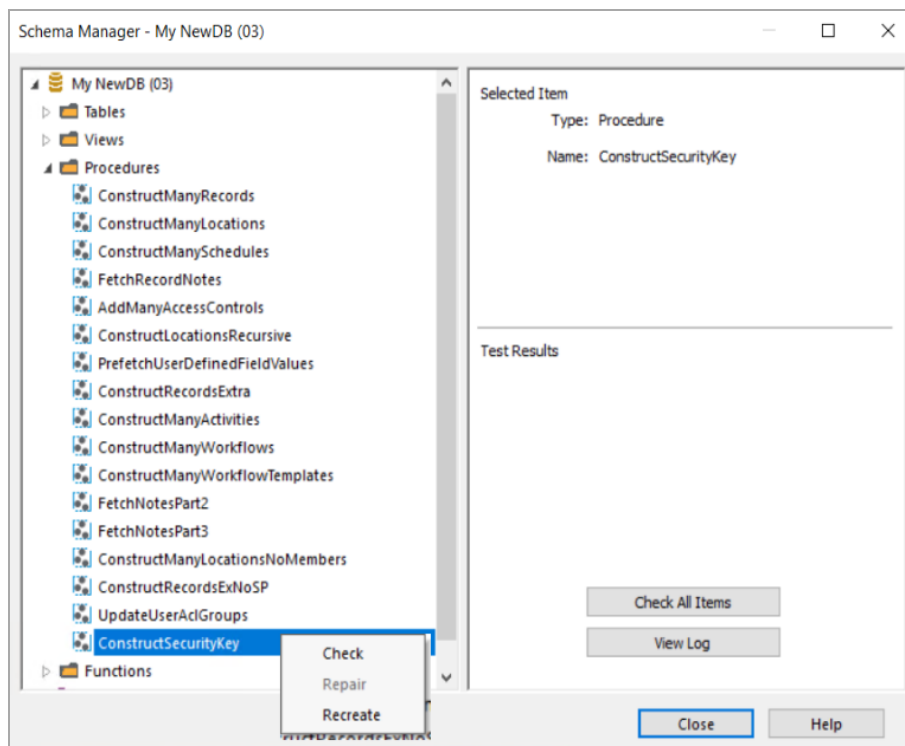 Schema Manager - My NewDB (03)
My NewDB (03)
Tables
Views
Procedures
ConstructManyRecords
ConstructManyLocations
ConstructManySchedules
FetchRecordNotes
AddManyAccessControls
ConstructLocationsRecursive
PrefetchUserDefinedFieldValues
ConstructRecordsExtra
ConstructManyActivities
ConstructManyWorkflows
ConstructManyWorkflowTemplates
FetchNotesPart2
FetchNotesPart3
ConstructManyLocationsNoMembers
ConstructRecordsExNoSP
UpdateUserAclGroups
ConstructSecurityKey
Functions
Check
Repair
Recreate
Selected Item
Type: Procedure
Name: ConstructSecurityKey
Test Results
Check All Items
View Log
Close
Help